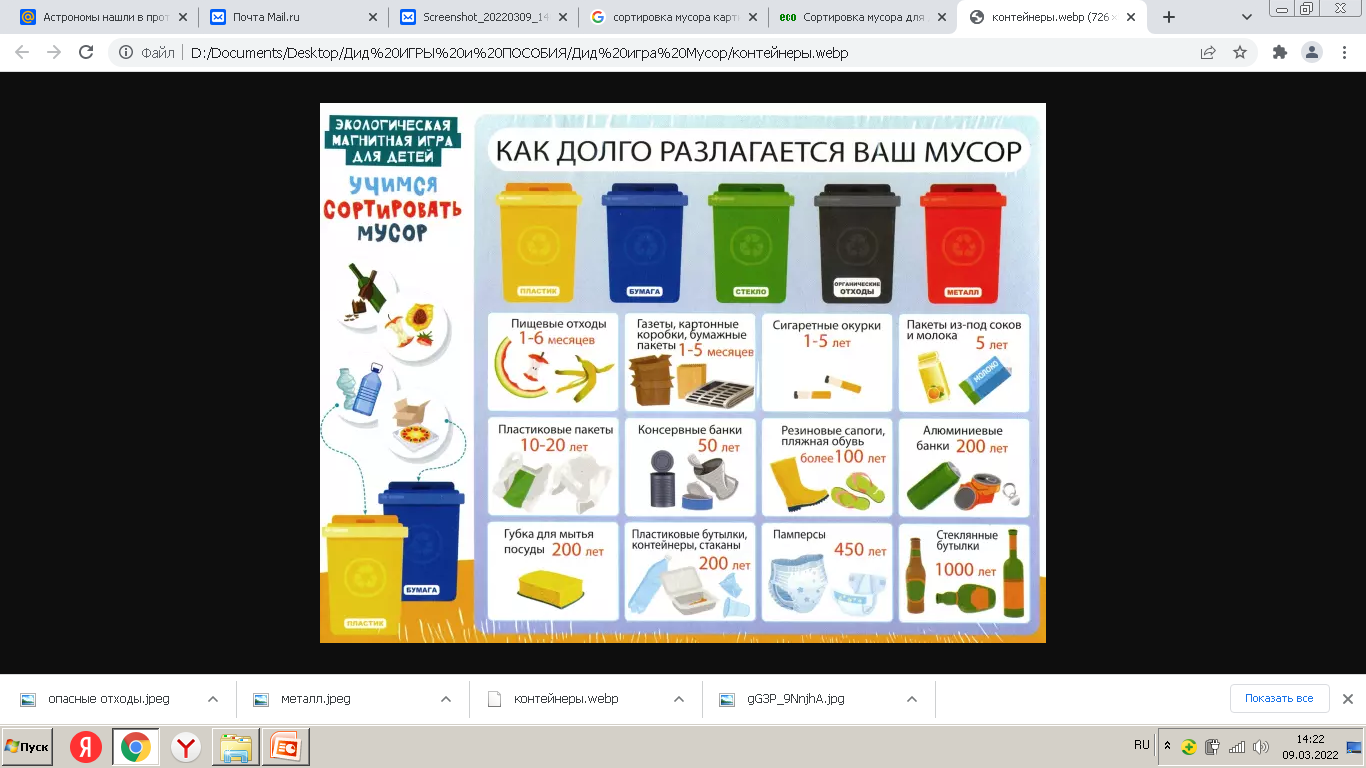 Астрономы нашли в прот
Почта Mail.ru
Screenshot_20220309_14
сортировка мусора карт
eco Сортировка мусора для
контейнеры.webp (726 ×
Файл | D:/Documents/Desktop/Дид%20ИГРЫ%20и%20ПОСОБИЯ/Дид%20игра%20Мусор/контейнеры.webp
ЭКОЛОГИЧЕСКАЯ
МАГНИТНАЯ ИГРА
ДЛЯ ДЕТЕЙ
УЧИМСЯ
СОРТИРОВАТЬ
МУСОР
КАК ДОЛГО РАЗЛАГАЕТСЯ ВАШ МУСОР
ПЛАСТИК
БУМАГА
СТЕКЛО
ОРГАНИЧЕСКИЕ
ОТХОДЫ
МЕТАЛЛ
Пищевые отходы
1-6 месяцев
Газеты, картонные
коробки, бумажные
пакеты 1-5 месяцев
Сигаретные окурки
1-5 лет
Пакеты из-под соков
и молока 5 лет
МОЛОКО
Пластиковые пакеты
10-20 лет
Консервные банки
50 лет
Резиновые сапоги,
пляжная обувь
более 100 лет
Алюминиевые
банки 200 лет
Губка для мытья
посуды 200 лет
Пластиковые бутылки,
контейнеры, стаканы
200 лет
Памперсы
450 лет
Стеклянные
бутылки
1000 лет
БУМАГА
ПЛАСТИК
опасные отходы.jpeg
металл.jpeg
контейнеры.webp
gG3P_9NnjhA.jpg
Показать все
Пуск
Я
Y
RU
14:22
09.03.2022